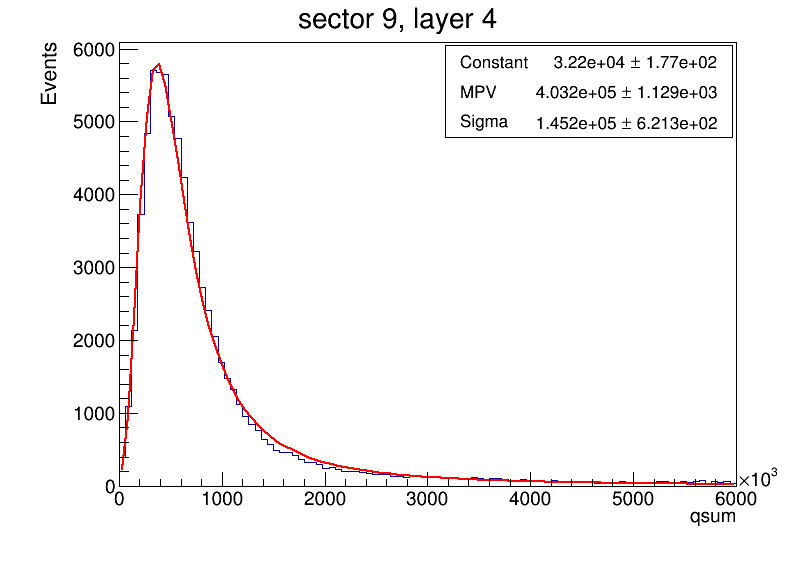 sector 9, layer 4
Events
6000
5000
4000
3000
2000
1000
0
Constant 3.22e+04 ± 1.77e+02
MPV 4.032e+05 ± 1.129e+03
Sigma 1.452e+05 ± 6.213e+02
0 1000 2000 3000 4000 5000 6000
×10³
qsum